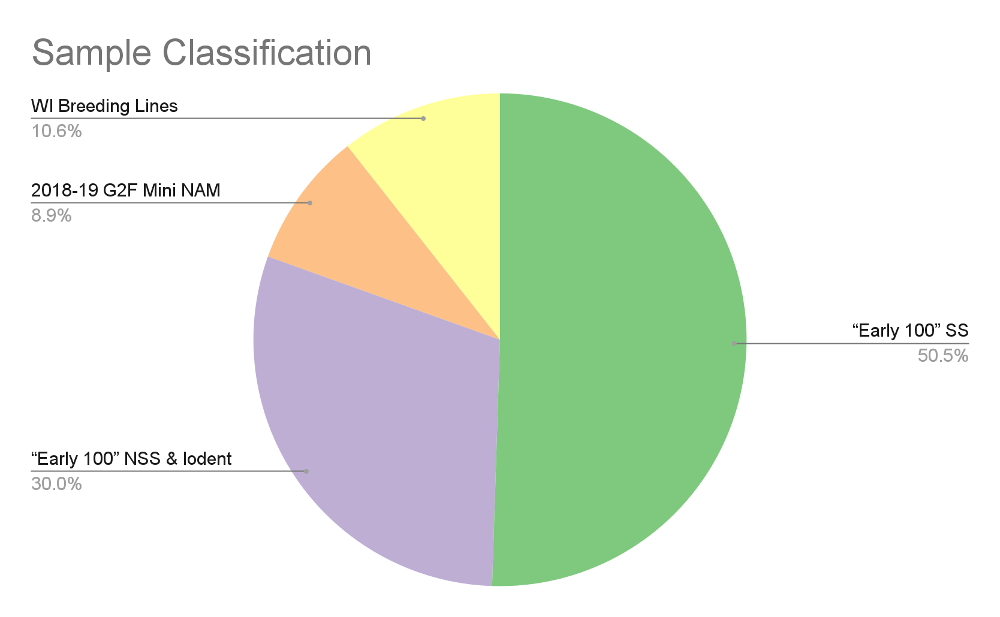 Sample Classification
WI Breeding Lines
10.6%
2018-19 G2F Mini NAM
8.9%
“Early 100” SS
50.5%
“Early 100” NSS & Iodent
30.0%